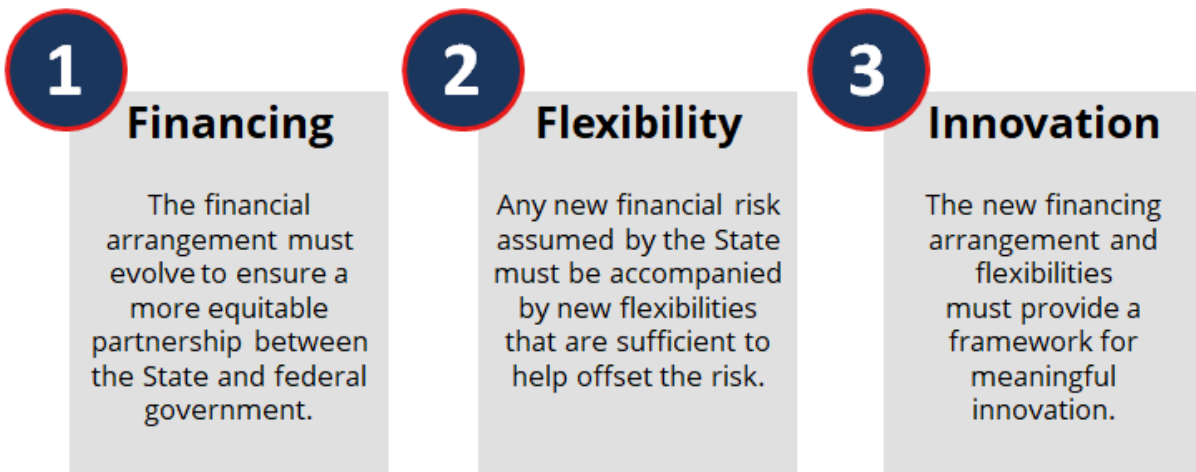 1
Financing
The financial
arrangement must
evolve to ensure a
more equitable
partnership between
the State and federal
government.
2
Flexibility
Any new financial risk
assumed by the State
must be accompanied
by new flexibilities
that are sufficient to
help offset the risk.
3
Innovation
The new financing
arrangement and
flexibilities
must provide a
framework for
meaningful
innovation.